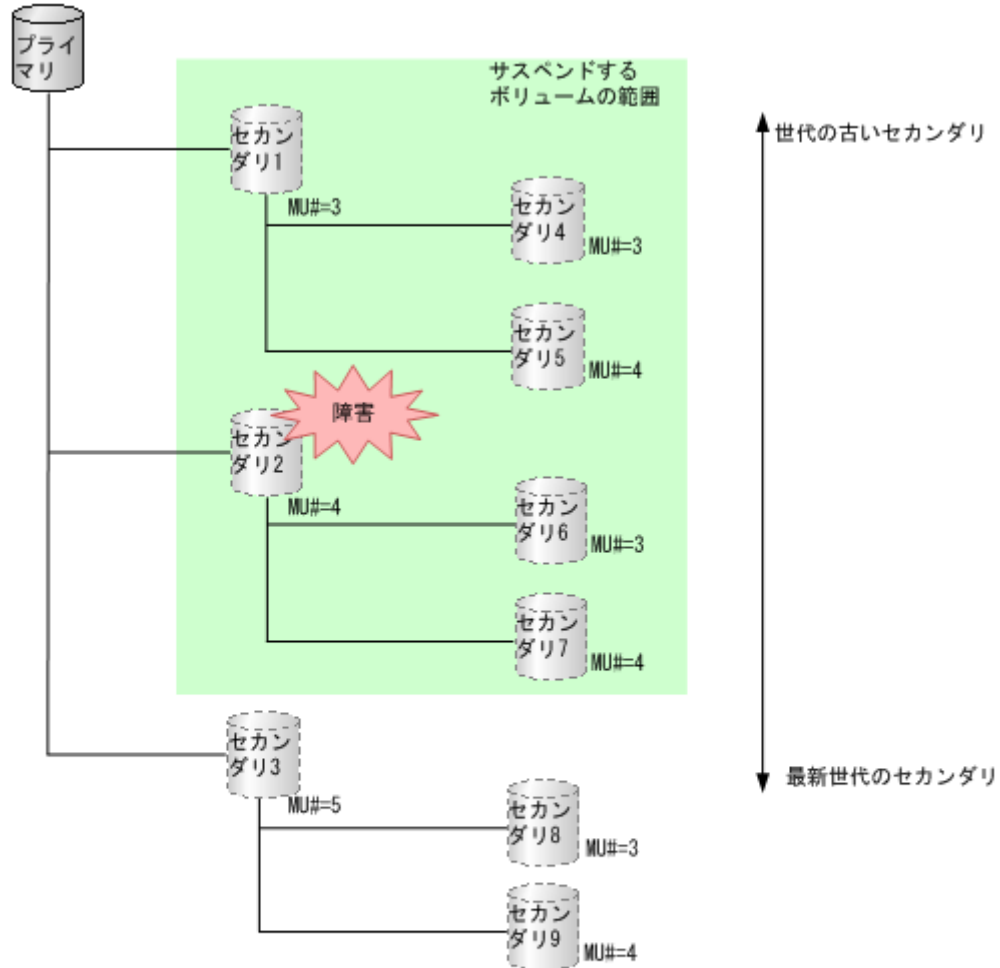 プライ
マリ
サスペンドする
ボリュームの範囲
世代の古いセカンダリ
セカン
ダリ1
MU#=3
セカン
ダリ4
MU#=3
セカン
ダリ5
MU#=4
障害
セカン
ダリ2
MU#=4
セカン
ダリ6
MU#=3
セカン
ダリ7
MU#=4
セカン
ダリ3
MU#=5
最新世代のセカンダリ
セカン
ダリ8
MU#=3
セカン
ダリ9
MU#=4